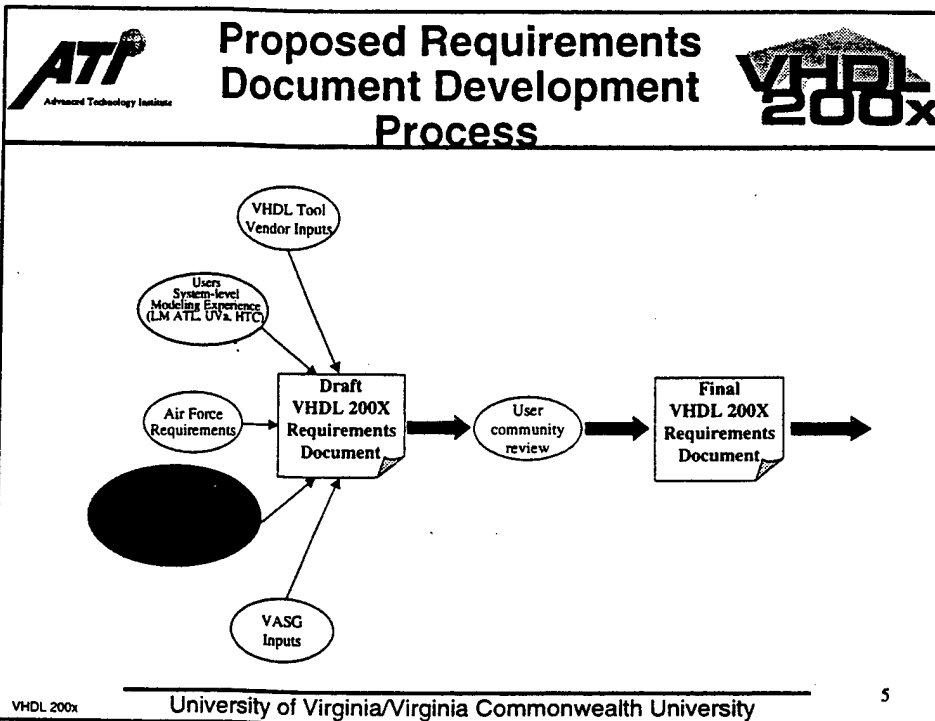 ATI
Advanced Technology Institute
Proposed Requirements
Document Development
Process
VHDL
200x
VHDL Tool
Vendor Inputs
Users
System-level
Modeling Experience
(LM ATL, UVa, HTC)
Air Force
Requirements
Draft
VHDL 200X
Requirements
Document
User
community
review
Final
VHDL 200X
Requirements
Document
VASG
Inputs
VHDL 200x
University of Virginia/Virginia Commonwealth University
5